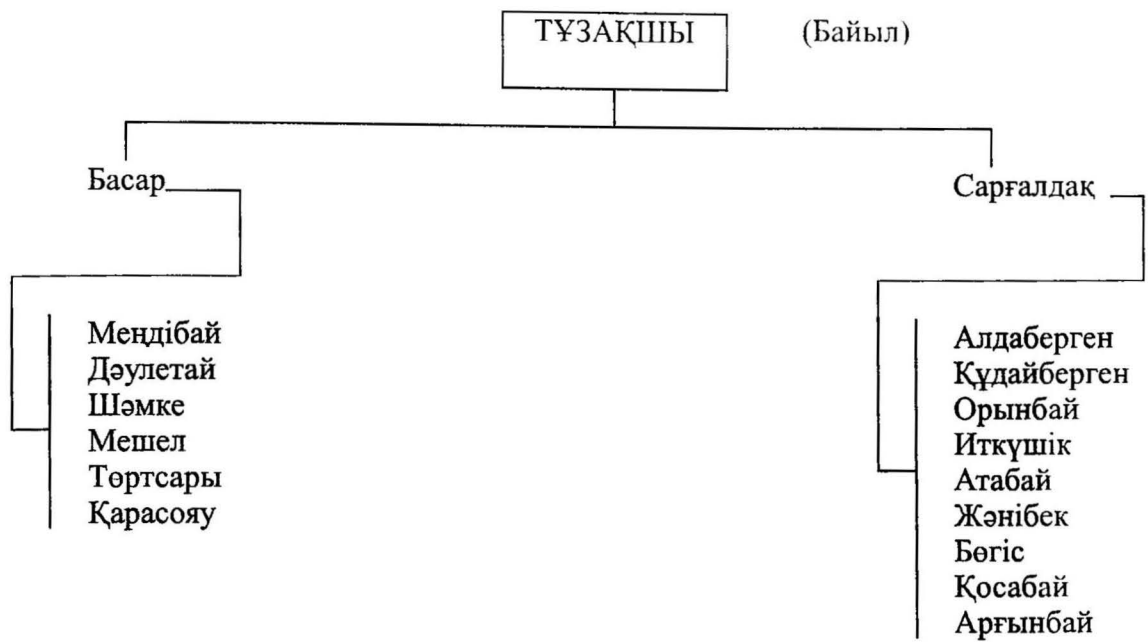 ТҰЗАҚШЫ (Байыл)
Басар
Меңдібай
Дәулетай
Шәмке
Мешел
Төртсары
Қарасояу
Сарғалдақ
Алдаберген
Құдайберген
Орынбай
Иткүшік
Атабай
Жәнібек
Бөгіс
Қосабай
Арғынбай